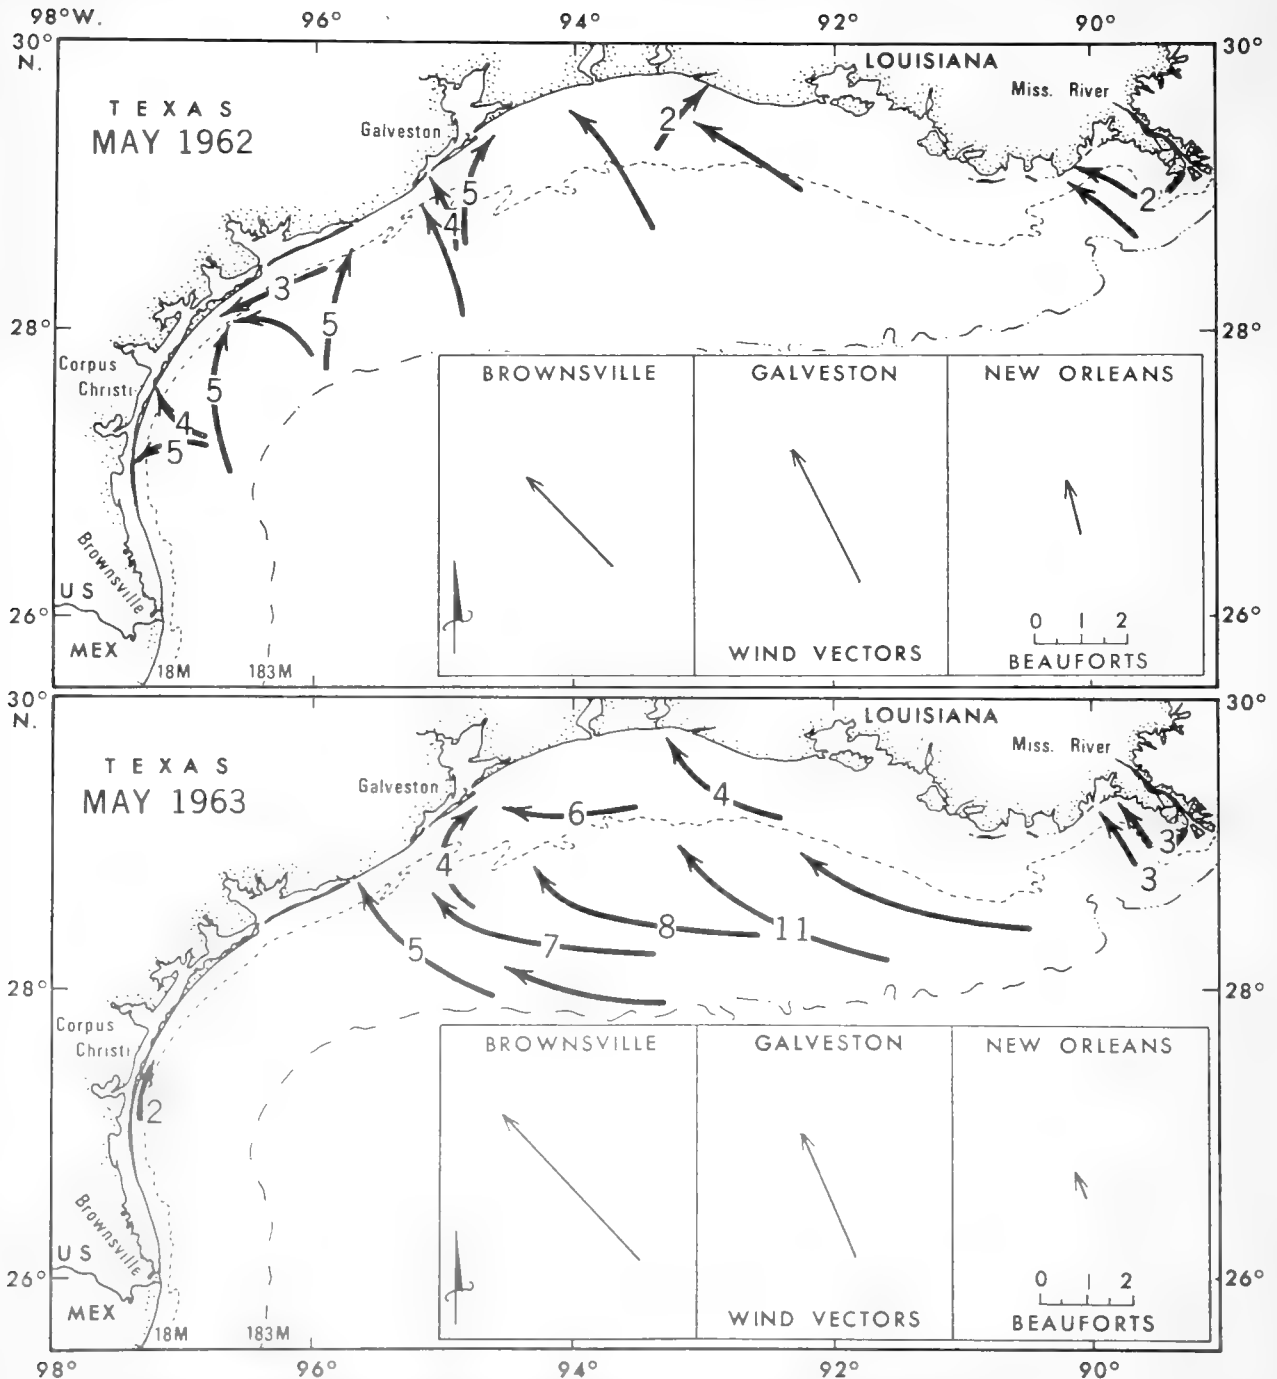 98°W. 96° 94° 92° 90°
30° N. 30°
LOUISIANA
Miss. River
TEXAS
MAY 1962
Galveston
2
5
4
2
3
5
28° 28°
Corpus Christi
5
4
5
BROWNSVILLE GALVESTON NEW ORLEANS
Brownsville
US
26° 26°
MEX
0 1 2
WIND VECTORS BEAUFORTS
18M 183M
30° N. 30°
LOUISIANA
Miss. River
TEXAS
MAY 1963
Galveston
4
6
3
4
3
8 11
7
5
28° 28°
Corpus Christi
BROWNSVILLE GALVESTON NEW ORLEANS
2
Brownsville
US
26° 26°
MEX
0 2
WIND VECTORS BEAUFORTS
18M 183M
98° 96° 94° 92° 90°